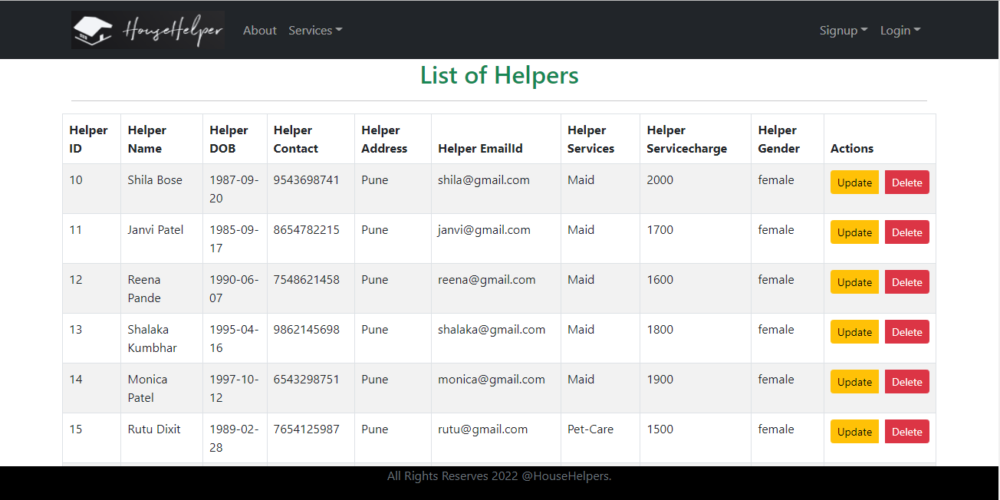 HouseHelper About Services Signup Login
List of Helpers
Helper ID Helper Name Helper DOB Helper Contact Helper Address Helper EmailId Helper Services Helper Servicecharge Helper Gender Actions
10 Shila Bose 1987-09-20 9543698741 Pune shila@gmail.com Maid 2000 female Update Delete
11 Janvi Patel 1985-09-17 8654782215 Pune janvi@gmail.com Maid 1700 female Update Delete
12 Reena Pande 1990-06-07 7548621458 Pune reena@gmail.com Maid 1600 female Update Delete
13 Shalaka Kumbhar 1995-04-16 9862145698 Pune shalaka@gmail.com Maid 1800 female Update Delete
14 Monica Patel 1997-10-12 6543298751 Pune monica@gmail.com Maid 1900 female Update Delete
15 Rutu Dixit 1989-02-28 7654125987 Pune rutu@gmail.com Pet-Care 1500 female Update Delete
All Rights Reserves 2022 @HouseHelpers.